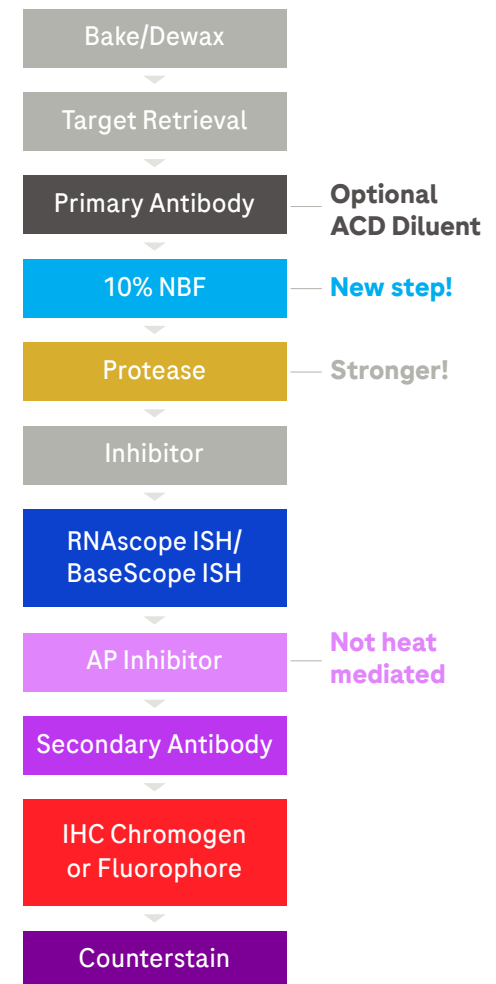 Bake/Dewax
Target Retrieval
Primary Antibody
Optional
ACD Diluent
10% NBF
New step!
Protease
Stronger!
Inhibitor
RNAscope ISH/
BaseScope ISH
AP Inhibitor
Not heat
mediated
Secondary Antibody
IHC Chromogen
or Fluorophore
Counterstain